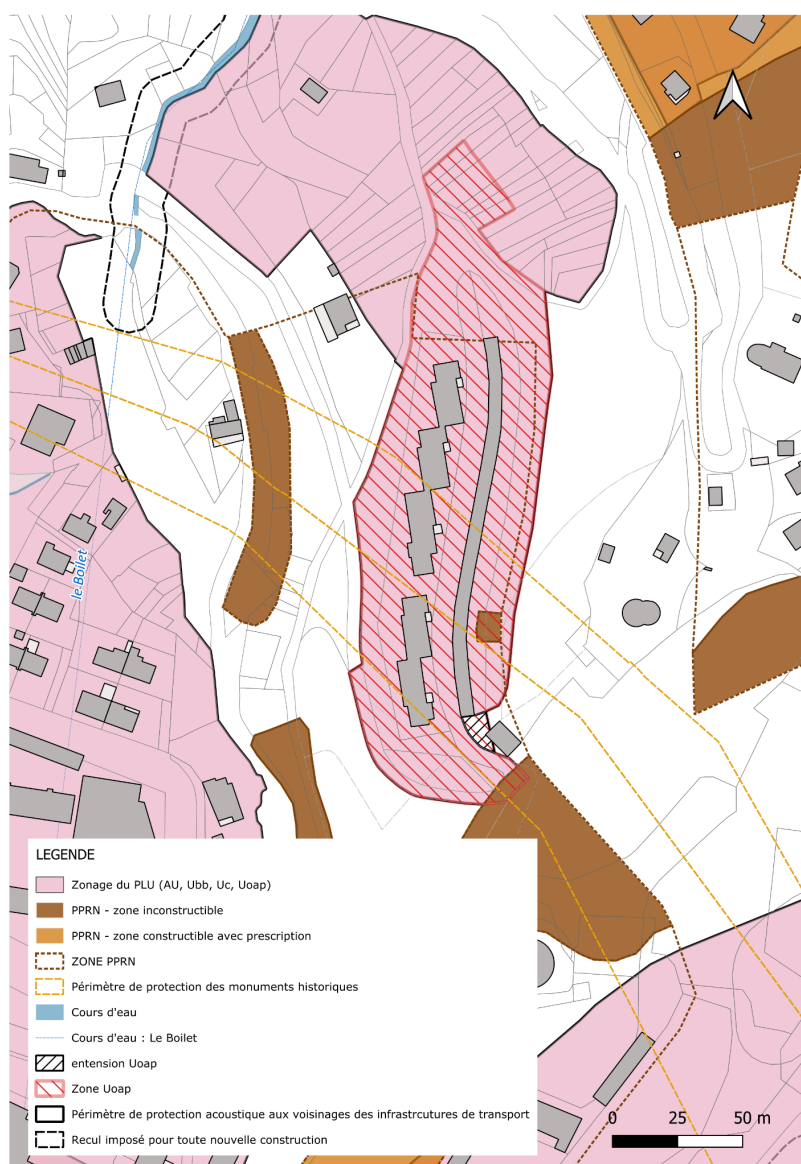 le Boilet
LEGENDE
Zonage du PLU (AU, Ubb, Uc, Uoap)
PPRN - zone inconstructible
PPRN - zone constructible avec prescription
ZONE PPRN
Périmètre de protection des monuments historiques
Cours d'eau
Cours d'eau : Le Boilet
entension Uoap
Zone Uoap
Périmètre de protection acoustique aux voisinages des infrastrcutures de transport
Recul imposé pour toute nouvelle construction
0 25 50 m